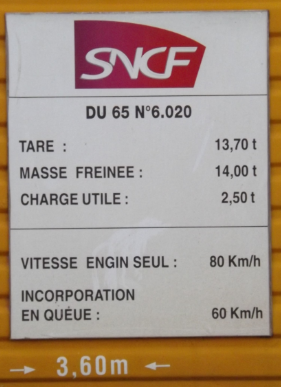 SNCF
DU 65 N°6.020
TARE : 13,70 t
MASSE FREINEE : 14,00 t
CHARGE UTILE : 2,50 t
VITESSE ENGIN SEUL : 80 Km/h
INCORPORATION
EN QUÉUE : 60 Km/h
→ 3,60m ←